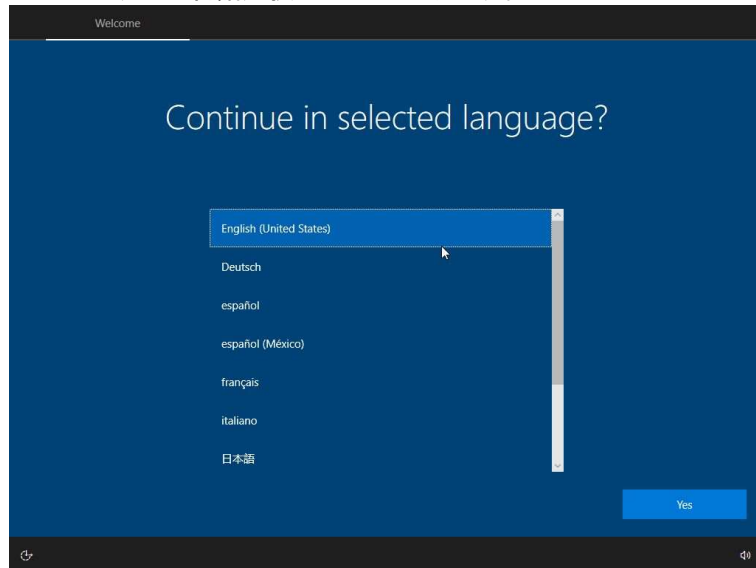 Welcome
Continue in selected language?
English (United States)
Deutsch
español
español (México)
français
italiano
日本語
Yes